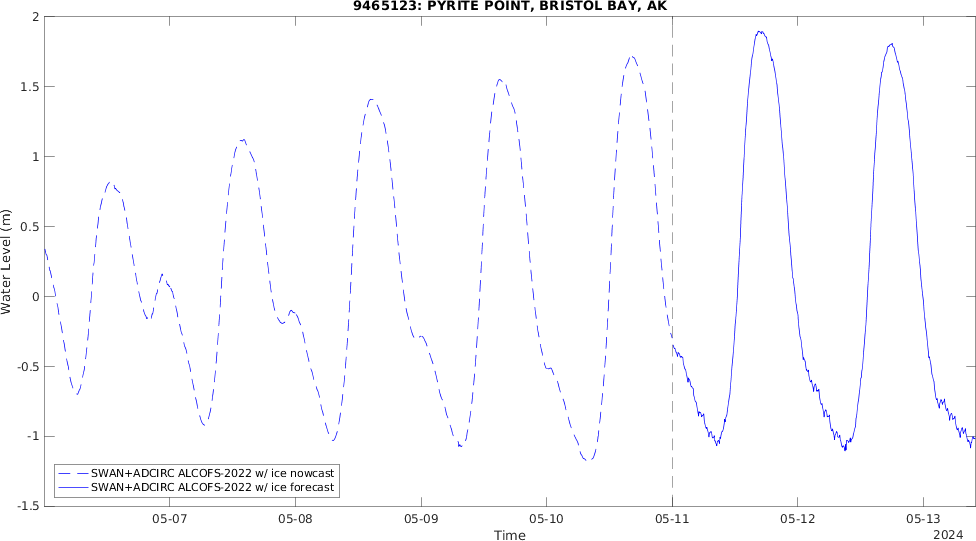 9465123: PYRITE POINT, BRISTOL BAY, AK
2
1.5
1
0.5
0
-0.5
-1
-1.5
Water Level (m)
SWAN+ADCIRC ALCOFS-2022 w/ ice nowcast
SWAN+ADCIRC ALCOFS-2022 w/ ice forecast
05-07 05-08 05-09 05-10 05-11 05-12 05-13
Time
2024